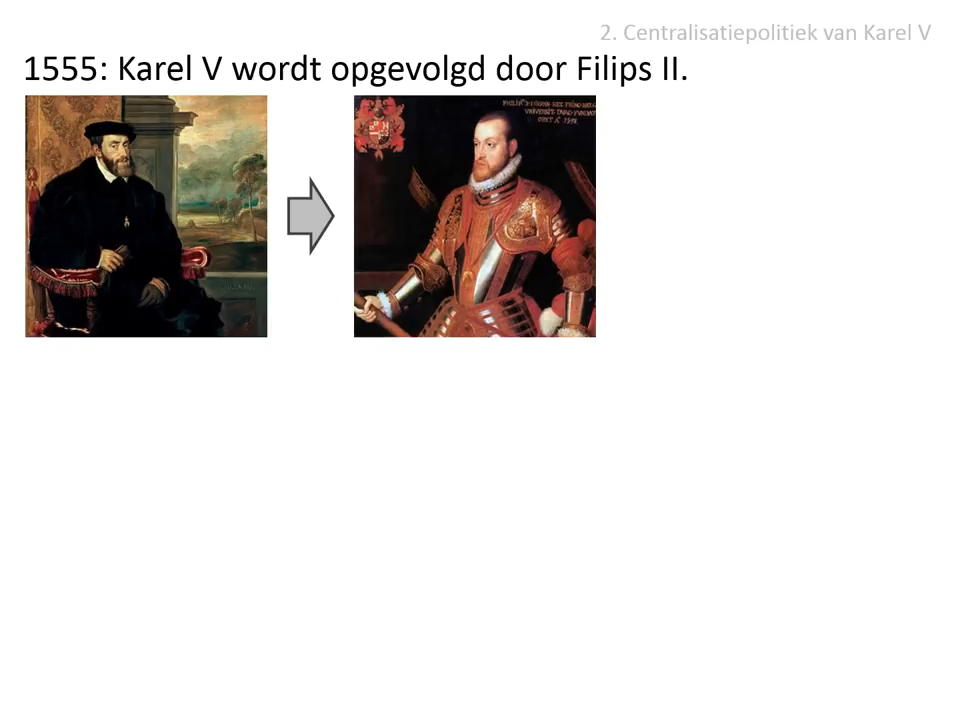 2. Centralisatiepolitiek van Karel V
1555: Karel V wordt opgevolgd door Filips II.